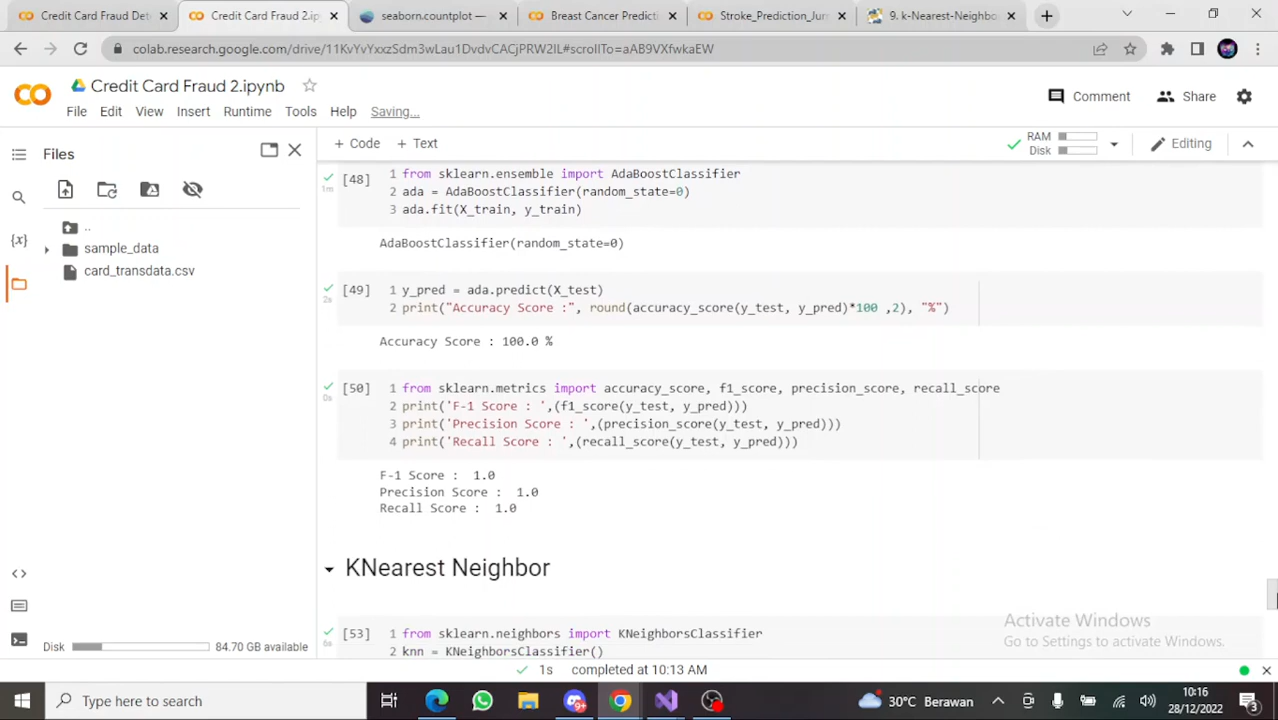 Credit Card Fraud Det
Credit Card Fraud 2.ip
seaborn.countplot —
Breast Cancer Predicti
Stroke_Prediction_Jur
9. k-Nearest-Neighbo
colab.research.google.com/drive/11KvYvYxxzSdm3wLau1DvdvCACjPRW2IL#scrollTo=aAB9VXfwkaEW
CO
Credit Card Fraud 2.ipynb
Comment
Share
File Edit View Insert Runtime Tools Help Saving...
Files
+ Code + Text
RAM
Disk
Editing
{x}
..
sample_data
card_transdata.csv
[48]
1m
1 from sklearn.ensemble import AdaBoostClassifier
2 ada = AdaBoostClassifier(random_state=0)
3 ada.fit(X_train, y_train)
AdaBoostClassifier(random_state=0)
[49]
2s
1 y_pred = ada.predict(X_test)
2 print("Accuracy Score :", round(accuracy_score(y_test, y_pred)*100 ,2), "%")
Accuracy Score : 100.0 %
[50]
0s
1 from sklearn.metrics import accuracy_score, f1_score, precision_score, recall_score
2 print('F-1 Score : ',(f1_score(y_test, y_pred)))
3 print('Precision Score : ',(precision_score(y_test, y_pred)))
4 print('Recall Score : ',(recall_score(y_test, y_pred)))
F-1 Score :  1.0
Precision Score :  1.0
Recall Score :  1.0
KNearest Neighbor
[53]
6s
1 from sklearn.neighbors import KNeighborsClassifier
2 knn = KNeighborsClassifier()
Activate Windows
Go to Settings to activate Windows.
Disk
84.70 GB available
1s completed at 10:13 AM
Type here to search
9+
30°C Berawan
10:16
28/12/2022
3